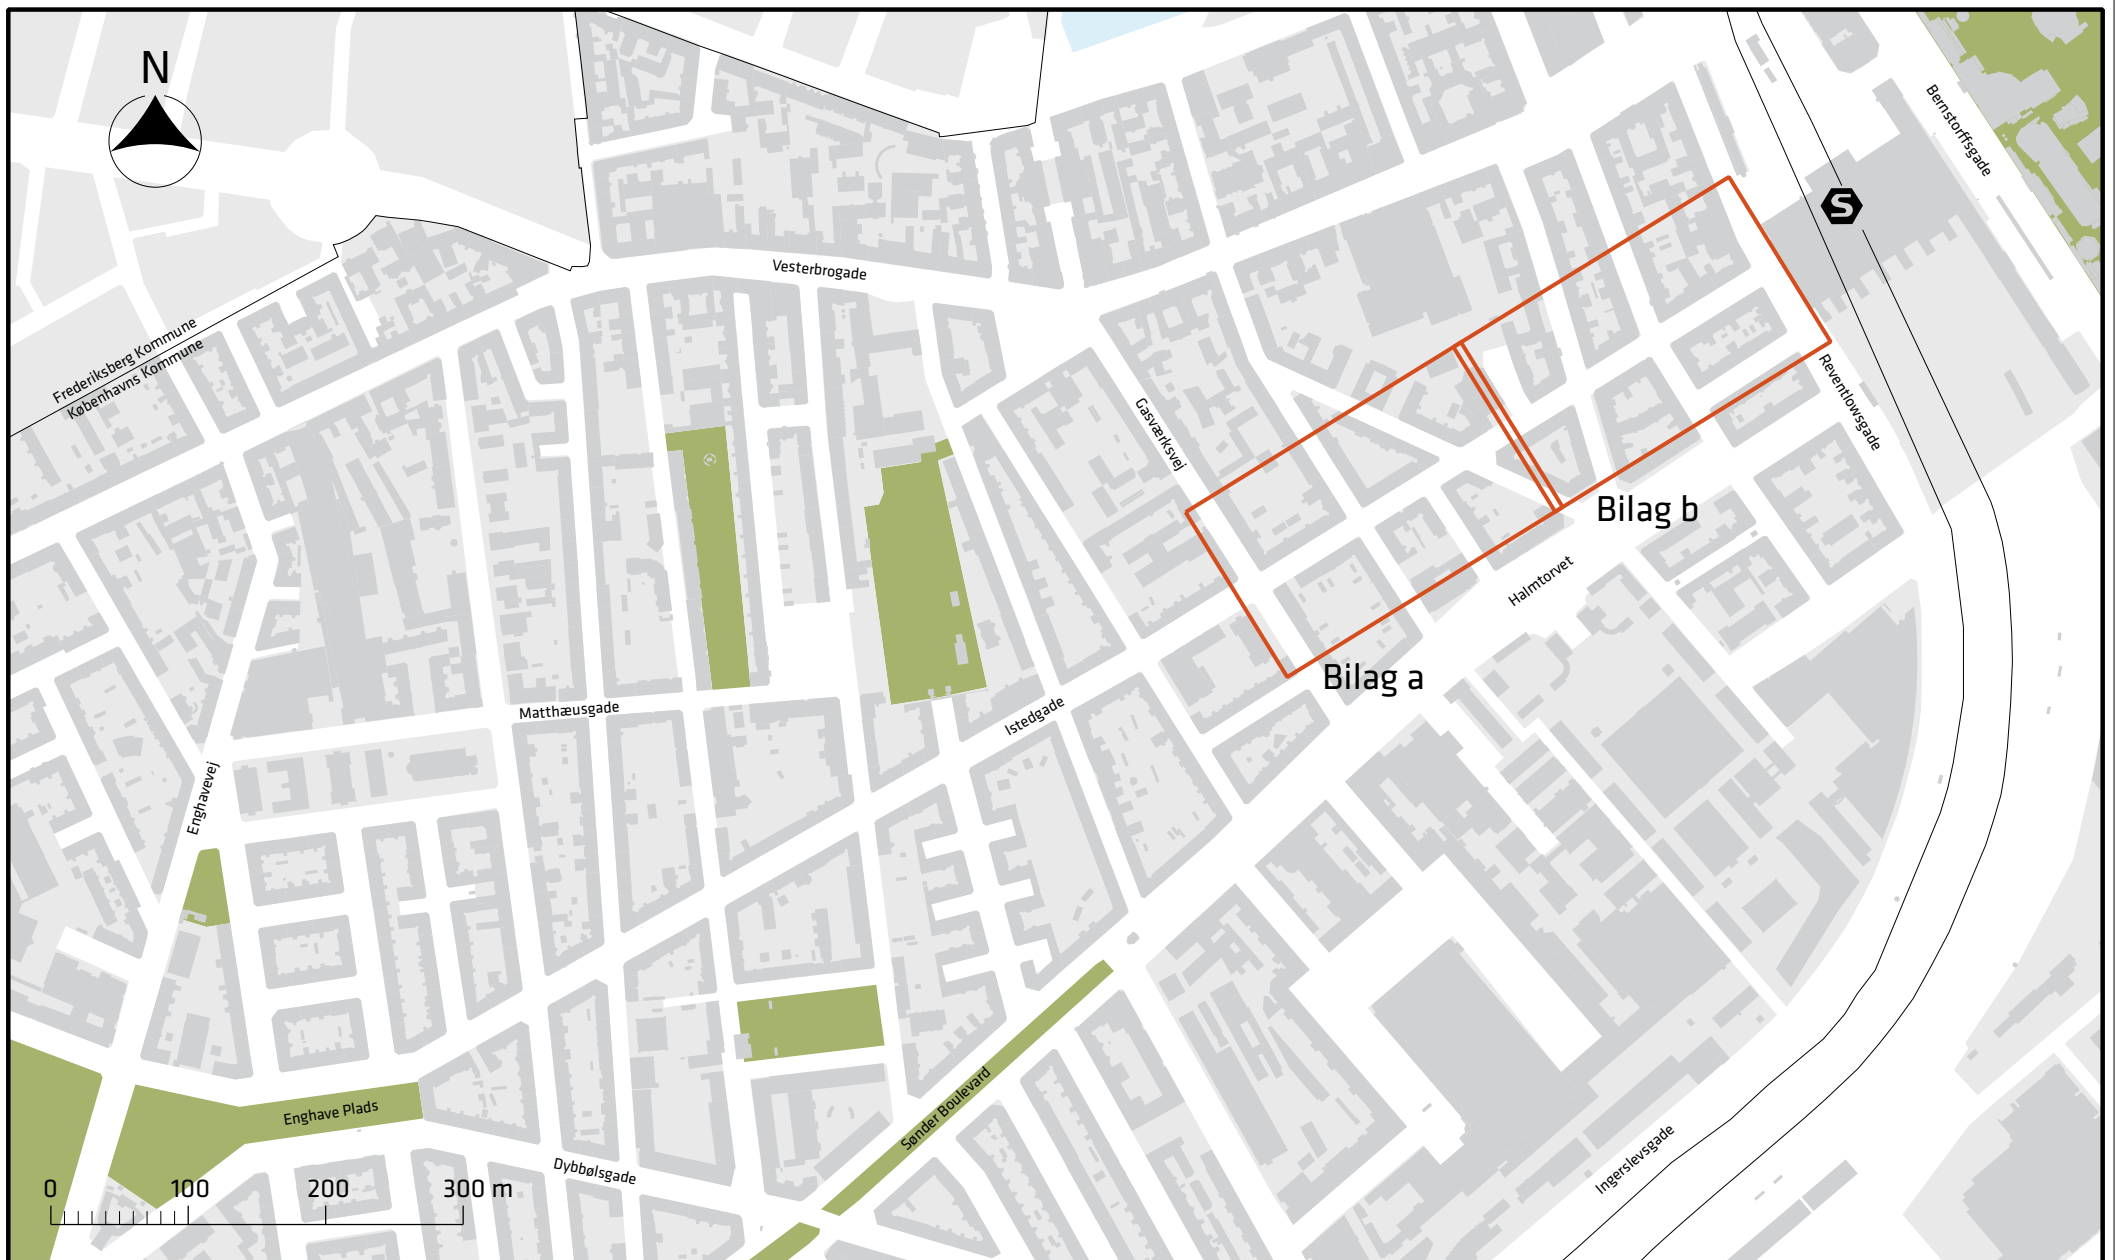 N
Bernstorffsgade
S
Vesterbrogade
Frederiksberg Kommune
Københavns Kommune
Reventlowsgade
Gasværksvej
Bilag b
Halmtorvet
Bilag a
Matthæusgade
Istedgade
Enghavevej
Enghave Plads
Sønder Boulevard
Dybbølsgade
Ingerslevsgade
0 100 200 300 m